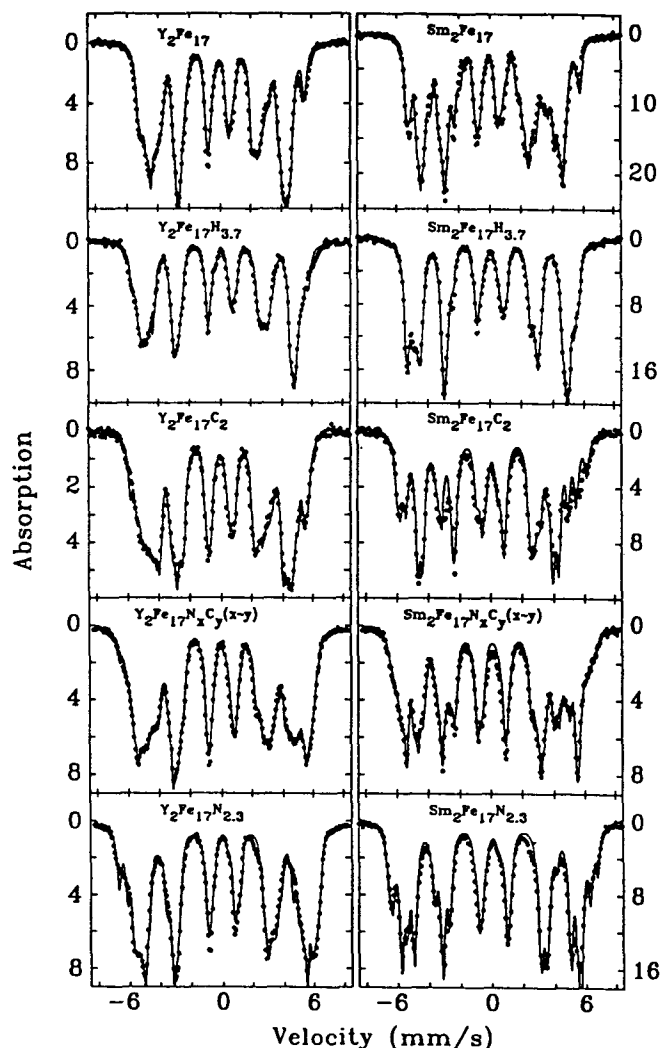 Y2Fe17
Sm2Fe17
0
4
8
0
10
20
Y2Fe17H3.7
Sm2Fe17H3.7
0
4
8
0
8
16
Y2Fe17C2
Sm2Fe17C2
0
2
4
0
4
8
Absorption
Y2Fe17NxCy(x~y)
Sm2Fe17NxCy(x~y)
0
4
8
0
4
8
Y2Fe17N2.3
Sm2Fe17N2.3
0
4
8
0
8
16
-6 0 6 -6 0 6
Velocity (mm/s)